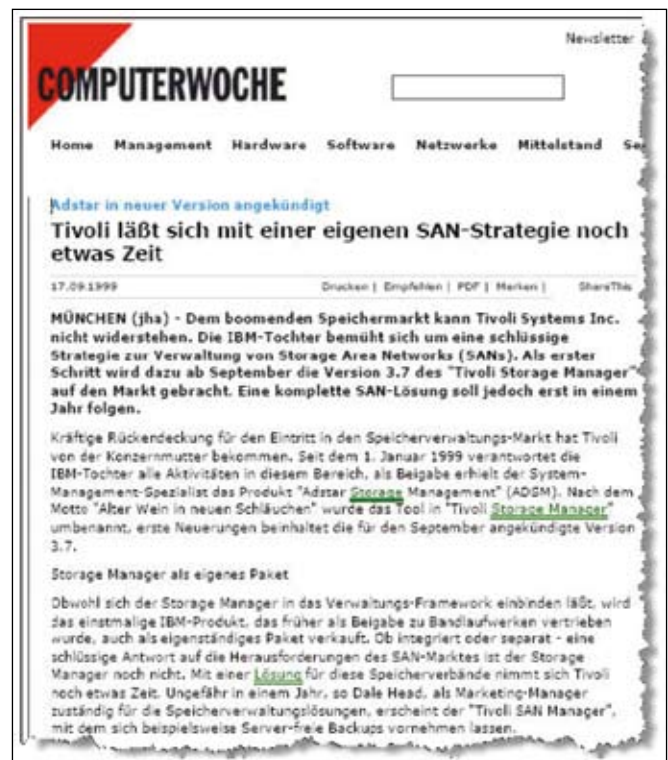 Newsletter
COMPUTERWOCHE
Home Management Hardware Software Netzwerke Mittelstand
Adstar in neuer Version angekündigt
Tivoli läßt sich mit einer eigenen SAN-Strategie noch
etwas Zeit
17.09.1999 Drucken | Empfehlen | PDF | Merken | ShareThis
MÜNCHEN (jha) - Dem boomenden Speichermarkt kann Tivoli Systems Inc.
nicht widerstehen. Die IBM-Tochter bemüht sich um eine schlüssige
Strategie zur Verwaltung von Storage Area Networks (SANs). Als erster
Schritt wird dazu ab September die Version 3.7 des "Tivoli Storage Manager"
auf den Markt gebracht. Eine komplette SAN-Lösung soll jedoch erst in einem
Jahr folgen.
Kräftige Rückendeckung für den Eintritt in den Speicherverwaltungs-Markt hat Tivoli
von der Konzernmutter bekommen. Seit dem 1. Januar 1999 verantwortet die
IBM-Tochter alle Aktivitäten in diesem Bereich, als Beigabe erhielt der System-
Management-Spezialist das Produkt "Adstar Storage Management" (ADSM). Nach dem
Motto "Alter Wein in neuen Schläuchen" wurde das Tool in "Tivoli Storage Manager"
umbenannt, erste Neuerungen beinhaltet die für den September angekündigte Version
3.7.
Storage Manager als eigenes Paket
Obwohl sich der Storage Manager in das Verwaltungs-Framework einbinden läßt, wird
das einstmalige IBM-Produkt, das früher als Beigabe zu Bandlaufwerken vertrieben
wurde, auch als eigenständiges Paket verkauft. Ob integriert oder separat - eine
schlüssige Antwort auf die Herausforderungen des SAN-Marktes ist der Storage
Manager noch nicht. Mit einer Lösung für diese Speicherverbände nimmt sich Tivoli
noch etwas Zeit. Ungefähr in einem Jahr, so Dale Head, als Marketing-Manager
zuständig für die Speicherverwaltungslösungen, erscheint der "Tivoli SAN Manager",
mit dem sich beispielsweise Server-freie Backups vornehmen lassen.